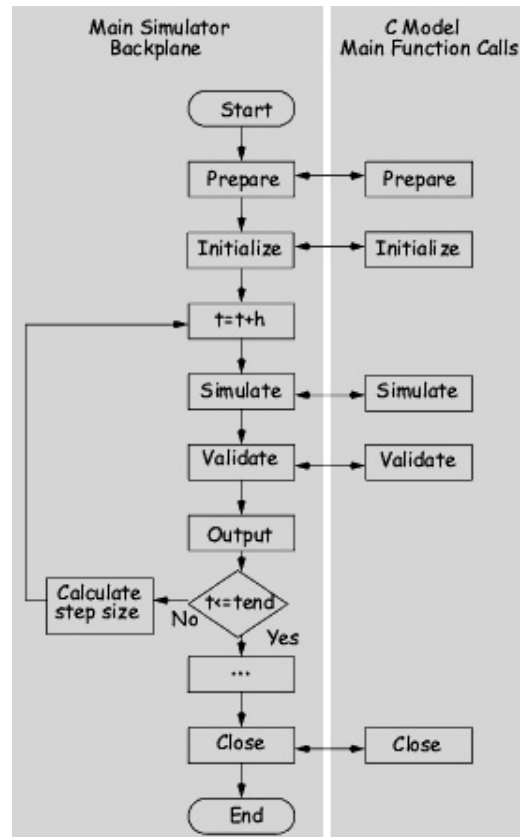 Main Simulator
Backplane
C Model
Main Function Calls
Start
Prepare
Prepare
Initialize
Initialize
t=t+h
Simulate
Simulate
Validate
Validate
Output
Calculate
step size
t<=tend
No
Yes
...
Close
Close
End